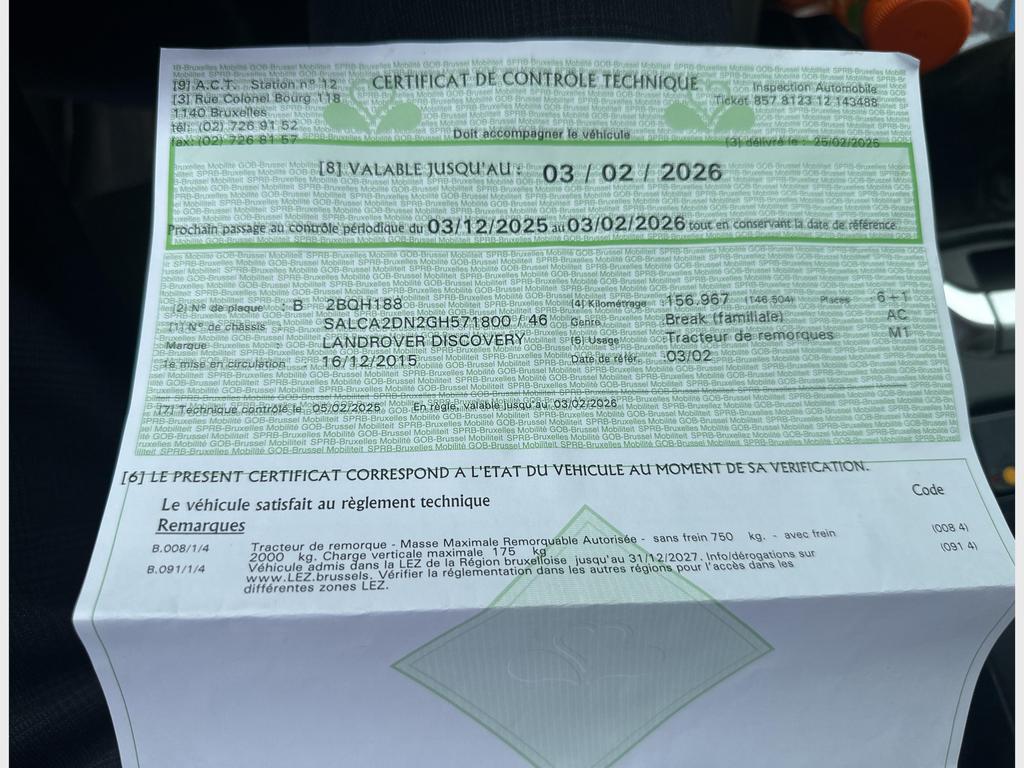 [9] A.C.T. Station n° 12
[3] Rue Colonel Bourg 118
1140 Bruxelles
tél: (02) 726 91 52
fax: (02) 726 81 57
CERTIFICAT DE CONTRÔLE TECHNIQUE
Doit accompagner le véhicule
Inspection Automobile
Ticket 857 8123 12 143488
[3] délivré le : 25/02/2025
[8] VALABLE JUSQU'AU : 03 / 02 / 2026
Prochain passage au contrôle périodique du 03/12/2025 au 03/02/2026 tout en conservant la date de référence
[2] N° de plaque : B 2BQH188
[1] N° de châssis SALCA2DN2GH571800 / 46
Marque : LANDROVER DISCOVERY
1e mise en circulation : 16/12/2015
[4] Kilométrage : 156.967 (146.504) Places : 6+1
Genre : Break (familiale) AC
[5] Usage : Tracteur de remorques M1
Date de référ. : 03/02
[7] Technique contrôlé le : 05/02/2025 En règle, valable jusqu'au 03/02/2026
[6] LE PRESENT CERTIFICAT CORRESPOND A L'ETAT DU VEHICULE AU MOMENT DE SA VERIFICATION.
Le véhicule satisfait au règlement technique
Code
Remarques
B.008/1/4 Tracteur de remorque - Masse Maximale Remorquable Autorisée - sans frein 750 kg. - avec frein (008 4)
2000 kg. Charge verticale maximale 175 kg
B.091/1/4 Véhicule admis dans la LEZ de la Région bruxelloise jusqu'au 31/12/2027. Info/dérogations sur (091 4)
www.LEZ.brussels. Vérifier la réglementation dans les autres régions pour l'accès dans les
différentes zones LEZ.